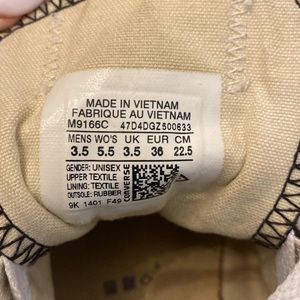 MADE IN VIETNAM
FABRIQUE AU VIETNAM
M9166C 47D4DGZ500633
MENS WO'S UK EUR CM
3.5 5.5 3.5 36 22.5
GENDER: UNISEX
UPPER TEXTILE
LINING: TEXTILE
OUTSOLE: RUBBER
CONVERSE
9K 1401 F49